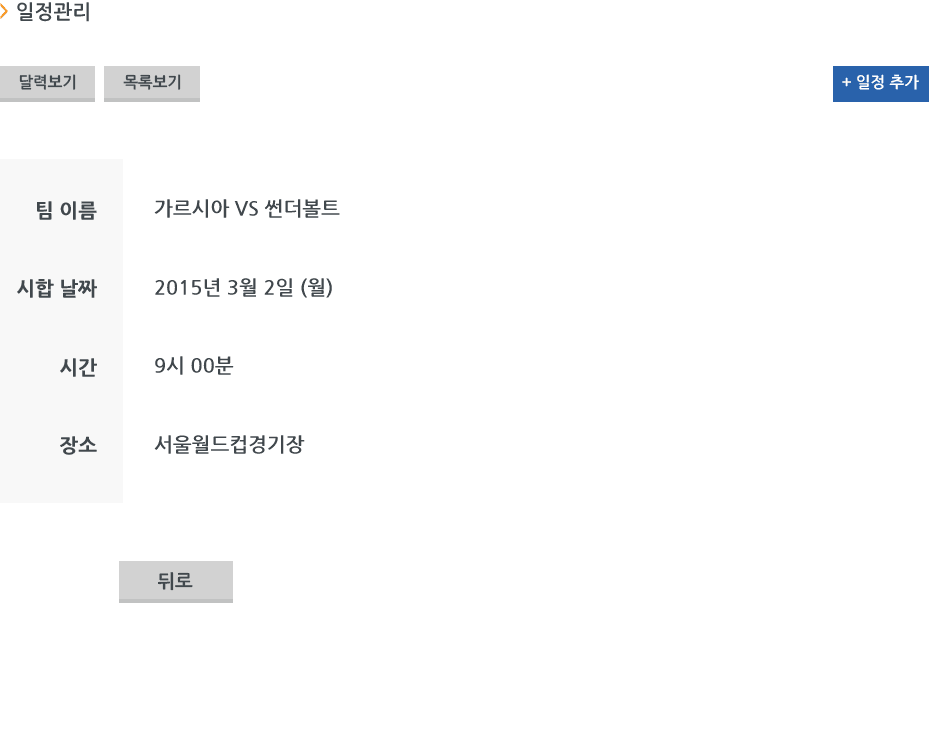 일정관리
달력보기 목록보기 + 일정 추가
팀 이름 가르시아 VS 썬더볼트
시합 날짜 2015년 3월 2일 (월)
시간 9시 00분
장소 서울월드컵경기장
뒤로